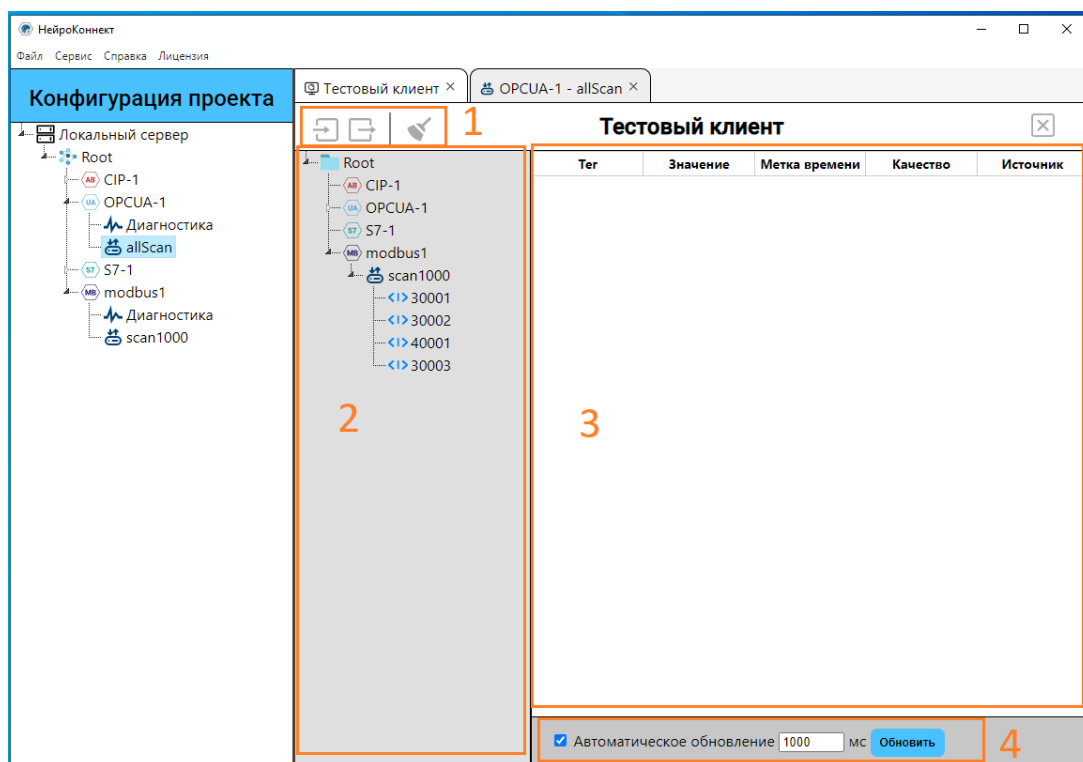 НейроКоннект
Файл Сервис Справка Лицензия
Конфигурация проекта
Локальный сервер
Root
AB CIP-1
UA OPCUA-1
Диагностика
allScan
S7 S7-1
MB modbus1
Диагностика
scan1000
Тестовый клиент
OPCUA-1 - allScan
1
Тестовый клиент
Root
AB CIP-1
UA OPCUA-1
S7 S7-1
MB modbus1
scan1000
30001
30002
40001
30003
2
Тег Значение Метка времени Качество Источник
3
Автоматическое обновление 1000 мс Обновить
4